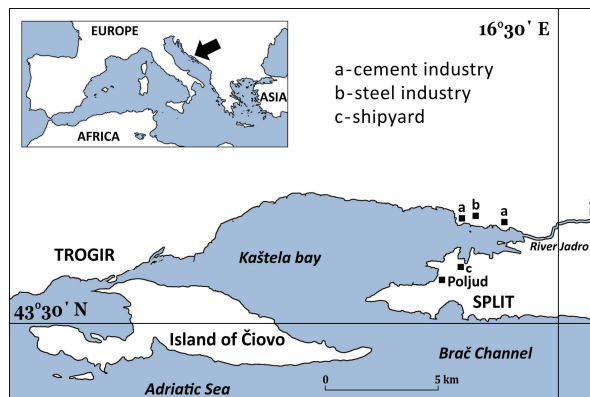 EUROPE
ASIA
AFRICA
16°30' E
a-cement industry
b-steel industry
c-shipyard
a
b
a
River Jadro
TROGIR
Kaštela bay
c
Poljud
SPLIT
43°30' N
Island of Čiovo
Brač Channel
Adriatic Sea
0
5 km